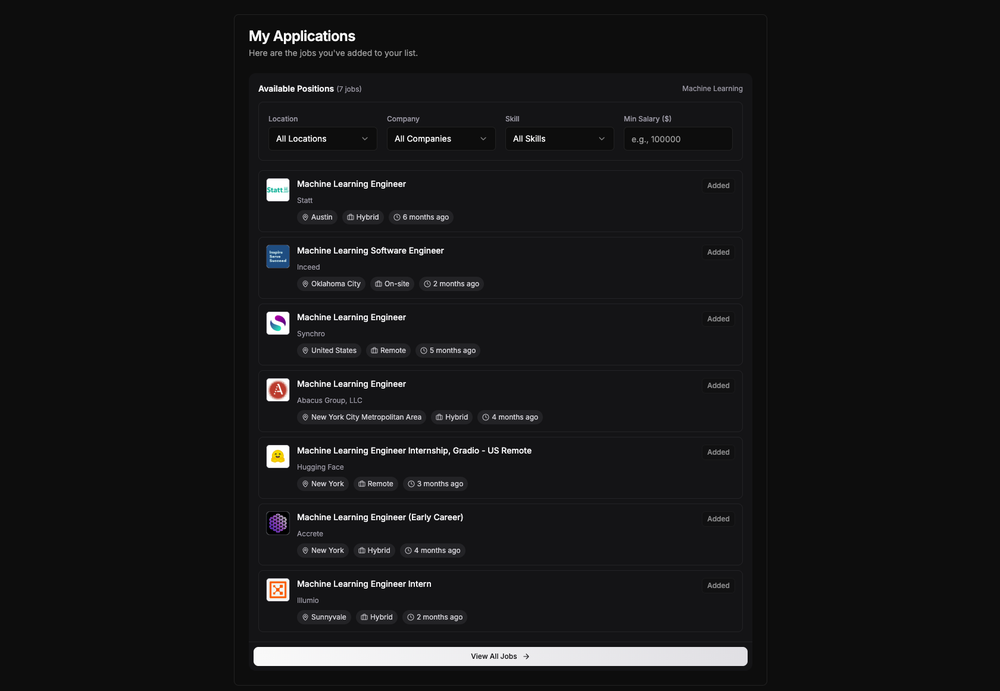 My Applications
Here are the jobs you've added to your list.
Available Positions (7 jobs)
Machine Learning
Location
Company
Skill
Min Salary ($)
All Locations
All Companies
All Skills
e.g., 100000
Statt
Machine Learning Engineer
Added
Statt
Austin
Hybrid
6 months ago
Inspire
Serve
Succeed
Machine Learning Software Engineer
Added
Inceed
Oklahoma City
On-site
2 months ago
Machine Learning Engineer
Added
Synchro
United States
Remote
5 months ago
A
Machine Learning Engineer
Added
Abacus Group, LLC
New York City Metropolitan Area
Hybrid
4 months ago
Machine Learning Engineer Internship, Gradio - US Remote
Added
Hugging Face
New York
Remote
3 months ago
Machine Learning Engineer (Early Career)
Added
Accrete
New York
Hybrid
4 months ago
Machine Learning Engineer Intern
Added
Illumio
Sunnyvale
Hybrid
2 months ago
View All Jobs